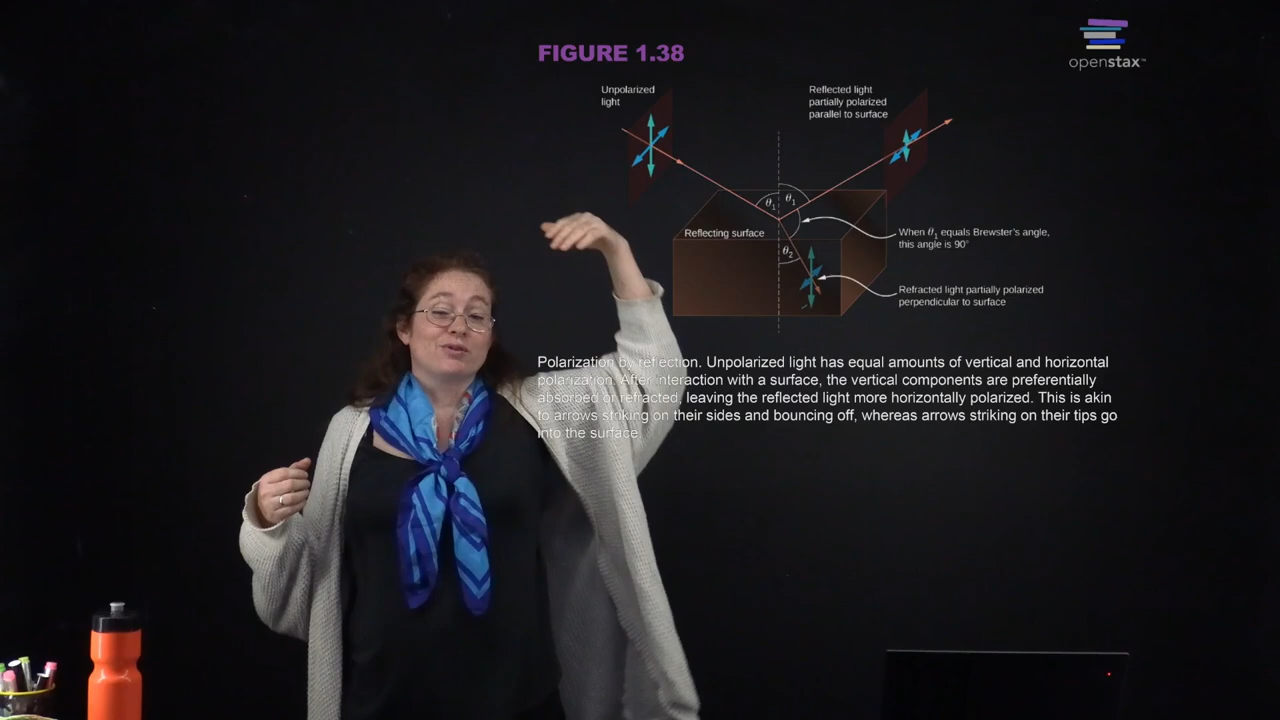 FIGURE 1.38
openstax™
Unpolarized
light
Reflected light
partially polarized
parallel to surface
θ1
θ1
Reflecting surface
When θ1 equals Brewster's angle,
this angle is 90°
θ2
Refracted light partially polarized
perpendicular to surface
Polarization by reflection. Unpolarized light has equal amounts of vertical and horizontal
polarization. After interaction with a surface, the vertical components are preferentially
absorbed or refracted, leaving the reflected light more horizontally polarized. This is akin
to arrows striking on their sides and bouncing off, whereas arrows striking on their tips go
into the surface.